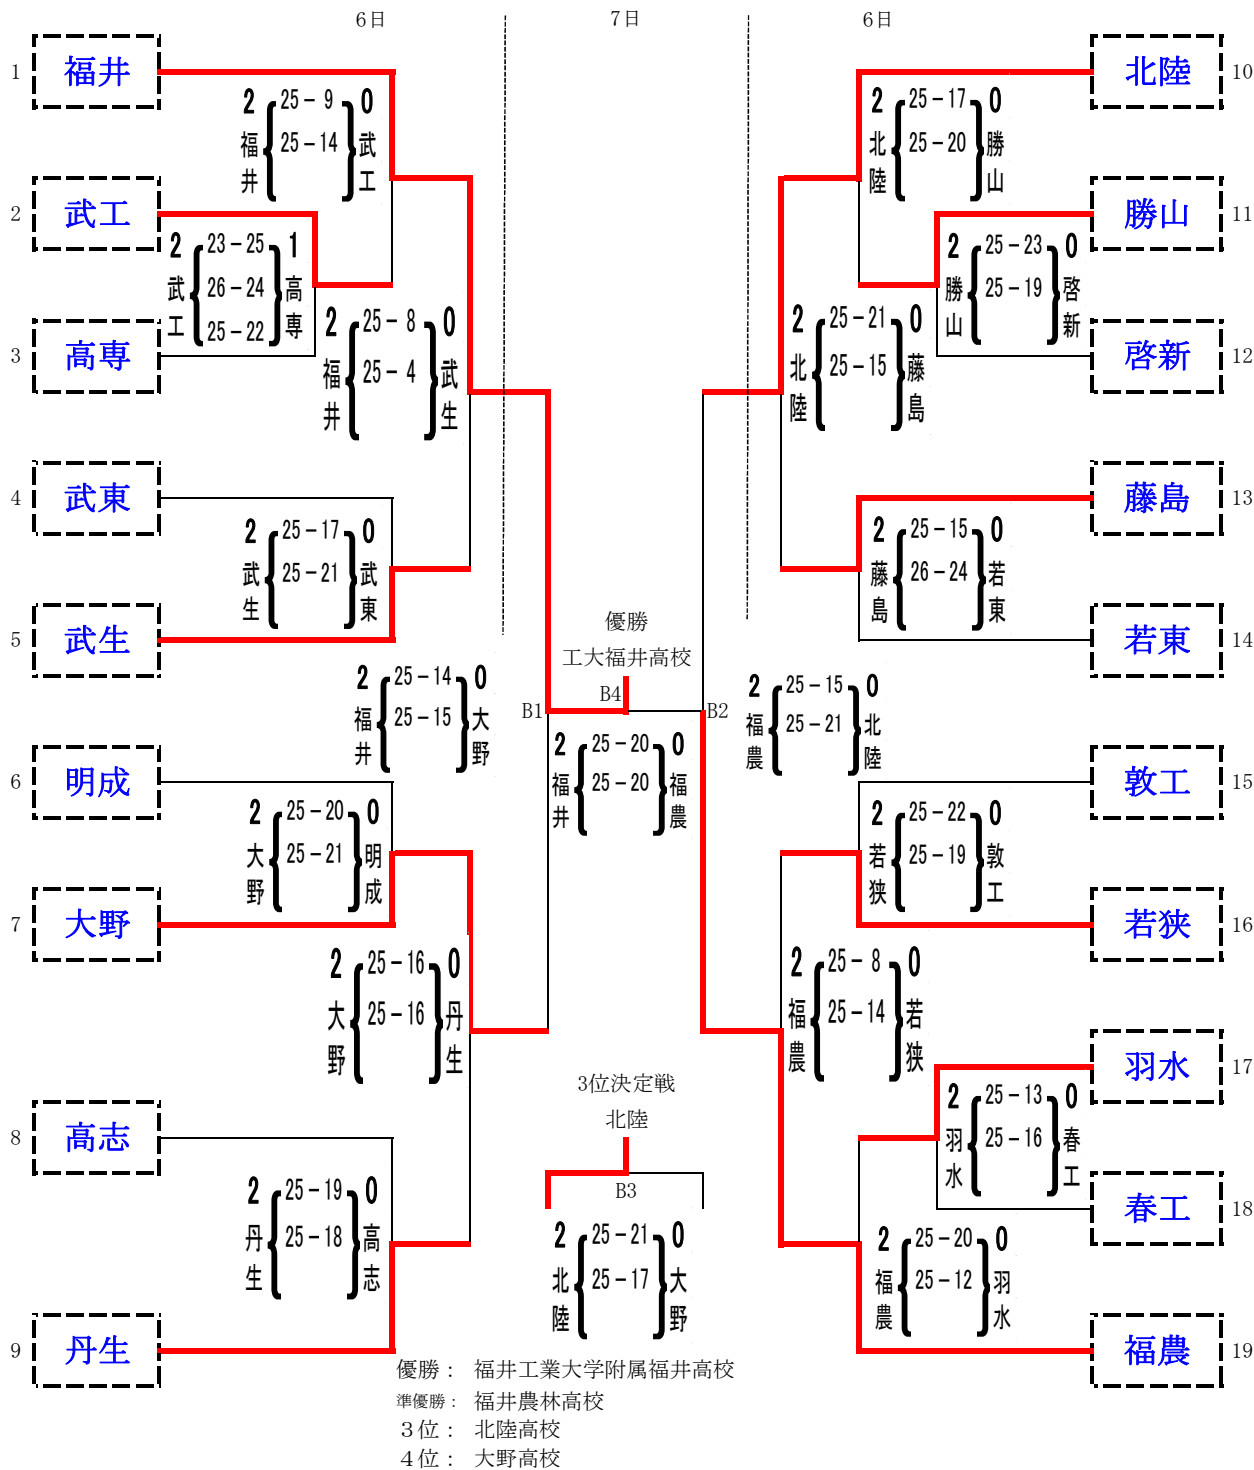 6日 7日 6日
1 福井
2 武工
3 高専
4 武東
5 武生
6 明成
7 大野
8 高志
9 丹生
10 北陸
11 勝山
12 啓新
13 藤島
14 若東
15 敦工
16 若狭
17 羽水
18 春工
19 福農
2 福井 25－9 25－14 0 武工
2 武工 23－25 26－24 25－22 1 高専
2 福井 25－8 25－4 0 武生
2 武生 25－17 25－21 0 武東
2 福井 25－14 25－15 0 大野
2 大野 25－20 25－21 0 明成
2 大野 25－16 25－16 0 丹生
2 丹生 25－19 25－18 0 高志
2 北陸 25－17 25－20 0 勝山
2 勝山 25－23 25－19 0 啓新
2 北陸 25－21 25－15 0 藤島
2 藤島 25－15 26－24 0 若東
2 福農 25－15 25－21 0 北陸
2 若狭 25－22 25－19 0 敦工
2 福農 25－8 25－14 0 若狭
2 羽水 25－13 25－16 0 春工
2 福農 25－20 25－12 0 羽水
優勝
工大福井高校
B1 B4 B2
2 福井 25－20 25－20 0 福農
3位決定戦
北陸
B3
2 北陸 25－21 25－17 0 大野
優勝： 福井工業大学附属福井高校
準優勝： 福井農林高校
３位： 北陸高校
４位： 大野高校